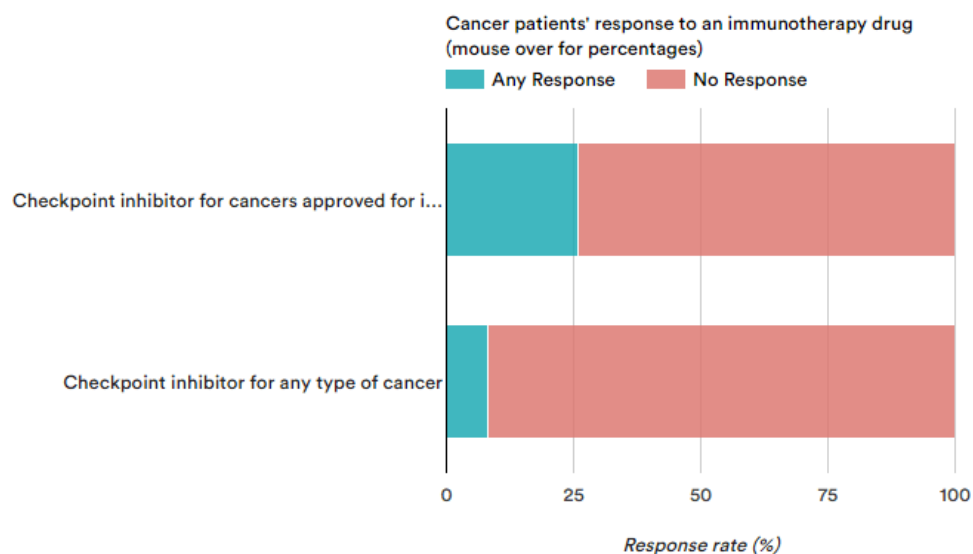 Cancer patients' response to an immunotherapy drug
(mouse over for percentages)
Any Response No Response
Checkpoint inhibitor for cancers approved for i...
Checkpoint inhibitor for any type of cancer
0 25 50 75 100
Response rate (%)